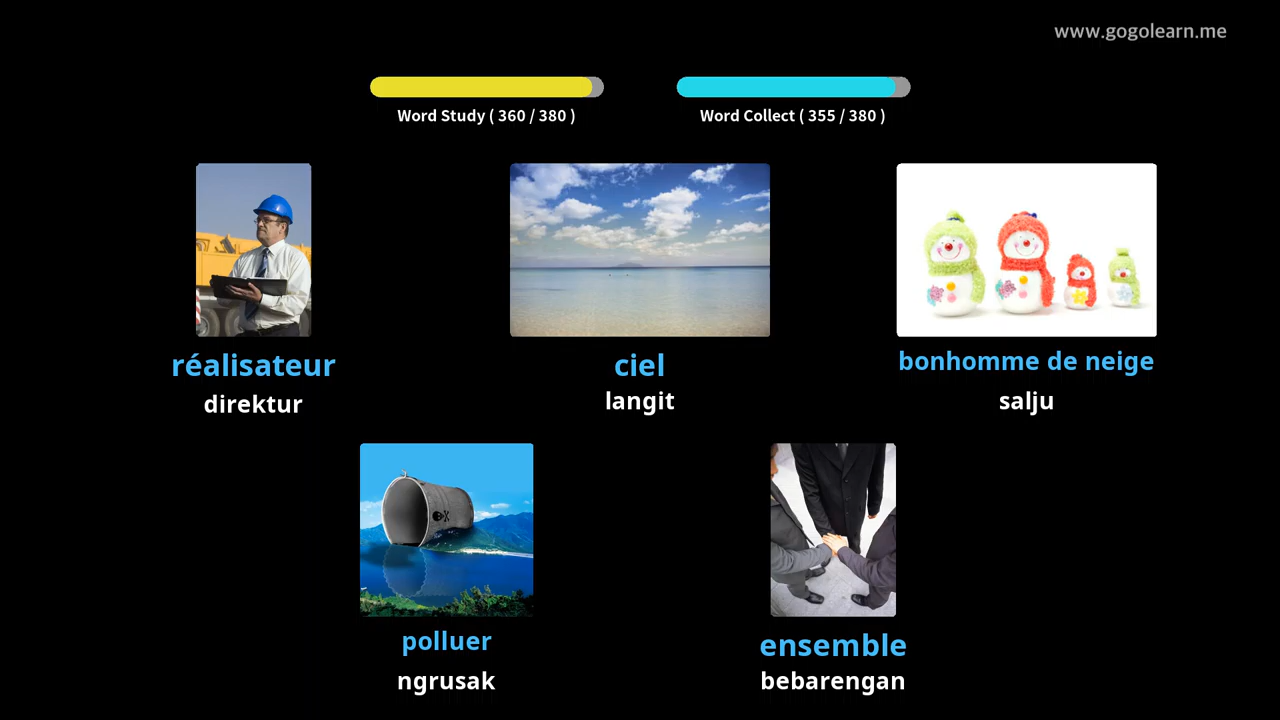 www.gogolearn.me
Word Study ( 360 / 380 )
Word Collect ( 355 / 380 )
réalisateur
direktur
ciel
langit
bonhomme de neige
salju
polluer
ngrusak
ensemble
bebarengan